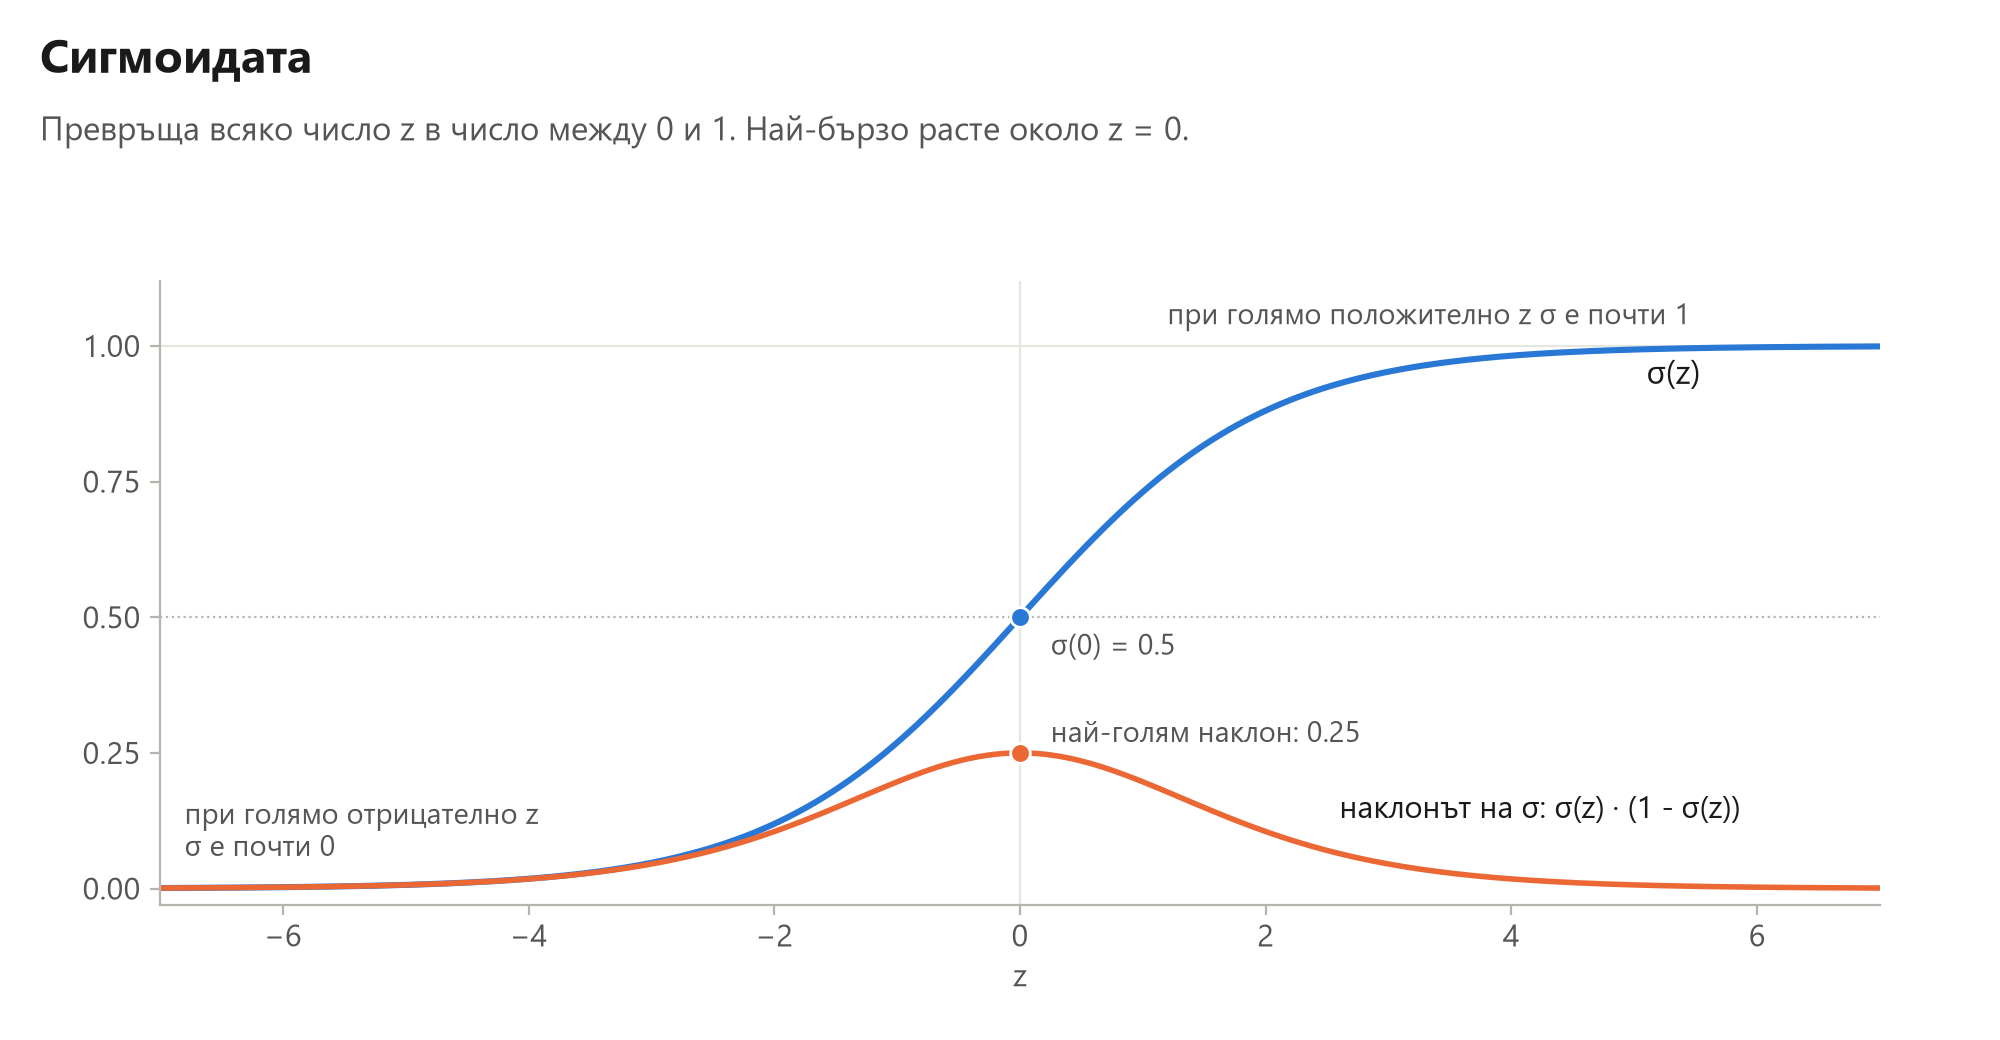 Сигмоидата
Превръща всяко число z в число между 0 и 1. Най-бързо расте около z = 0.
при голямо положително z σ е почти 1
1.00
σ(z)
0.75
0.50
σ(0) = 0.5
най-голям наклон: 0.25
0.25
наклонът на σ: σ(z) · (1 - σ(z))
при голямо отрицателно z
σ е почти 0
0.00
−6 −4 −2 0 2 4 6
z